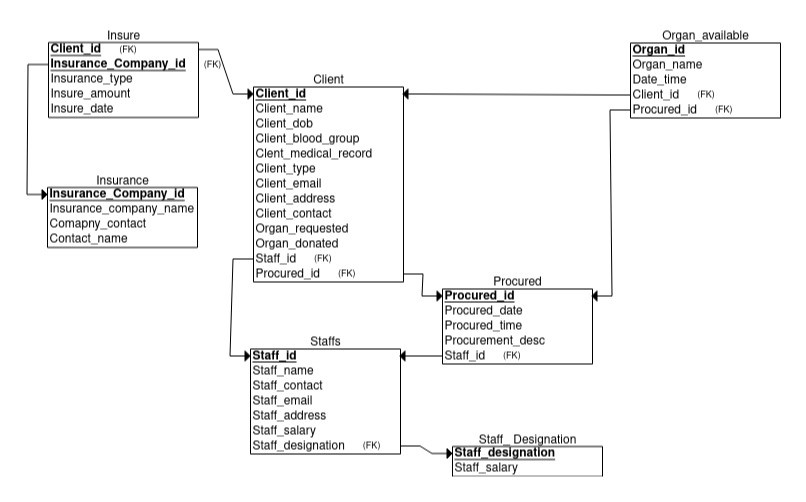 Insure
Client_id (FK)
Insurance_Company_id (FK)
Insurance_type
Insure_amount
Insure_date
Insurance
Insurance_Company_id
Insurance_company_name
Comapny_contact
Contact_name
Client
Client_id
Client_name
Client_dob
Client_blood_group
Clent_medical_record
Client_type
Client_email
Client_address
Client_contact
Organ_requested
Organ_donated
Staff_id (FK)
Procured_id (FK)
Organ_available
Organ_id
Organ_name
Date_time
Client_id (FK)
Procured_id (FK)
Procured
Procured_id
Procured_date
Procured_time
Procurement_desc
Staff_id (FK)
Staffs
Staff_id
Staff_name
Staff_contact
Staff_email
Staff_address
Staff_salary
Staff_designation (FK)
Staff_ Designation
Staff_designation
Staff_salary